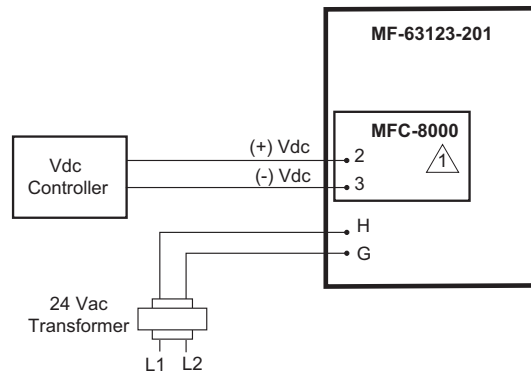 MF-63123-201
MFC-8000
1
Vdc
Controller
(+) Vdc
2
(-) Vdc
3
H
G
24 Vac
Transformer
L1 L2